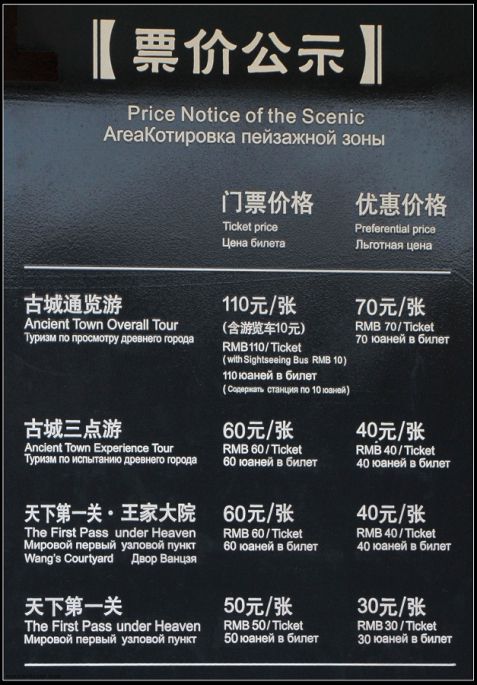 【票价公示】
Price Notice of the Scenic
AreaКотировка пейзажной зоны
门票价格 优惠价格
Ticket price Preferential price
Цена билета Льготная цена
古城通览游 110元/张 70元/张
Ancient Town Overall Tour (含游览车10元) RMB 70/Ticket
Туризм по просмотру древнего города RMB110/Ticket 70 юаней в билет
(with Sightseeing Bus RMB 10)
110 юаней в билет
(Содержать станция по 10 юаней)
古城三点游 60元/张 40元/张
Ancient Town Experience Tour RMB 60/Ticket RMB 40/Ticket
Туризм по испытанию древнего города 60 юаней в билет 40 юаней в билет
天下第一关·王家大院 60元/张 40元/张
The First Pass under Heaven RMB 60/Ticket RMB 40/Ticket
Мировой первый узловой пункт 60 юаней в билет 40 юаней в билет
Wang's Courtyard Двор Ванцзя
天下第一关 50元/张 30元/张
The First Pass under Heaven RMB 50/Ticket RMB 30/Ticket
Мировой первый узловой пункт 50 юаней в билет 30 юаней в билет